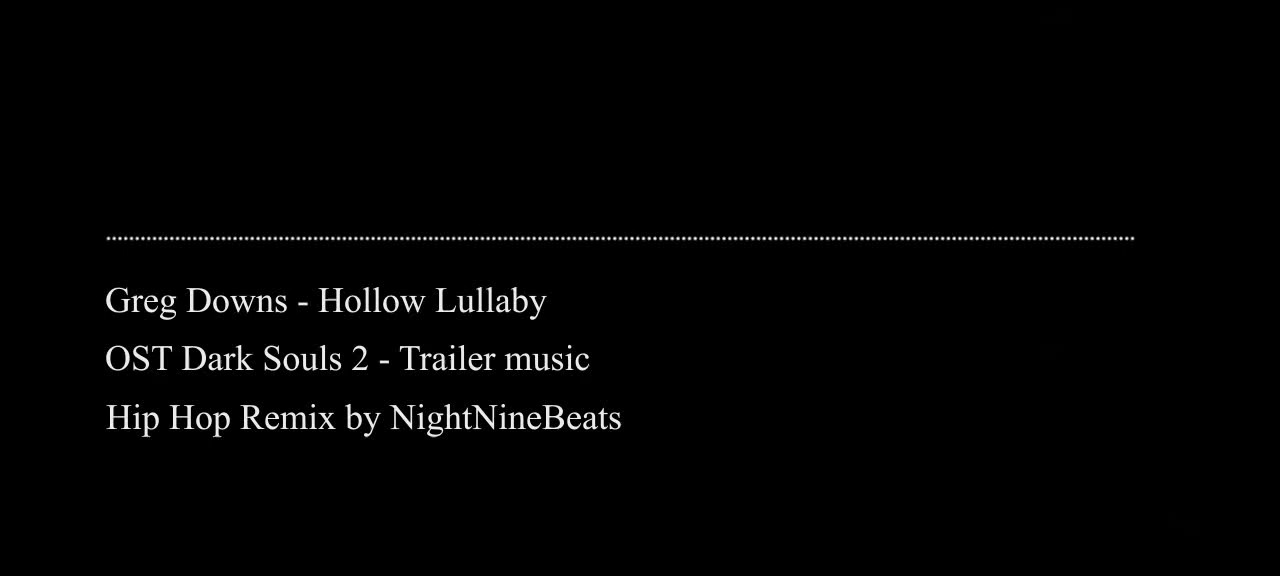 Greg Downs - Hollow Lullaby
OST Dark Souls 2 - Trailer music
Hip Hop Remix by NightNineBeats